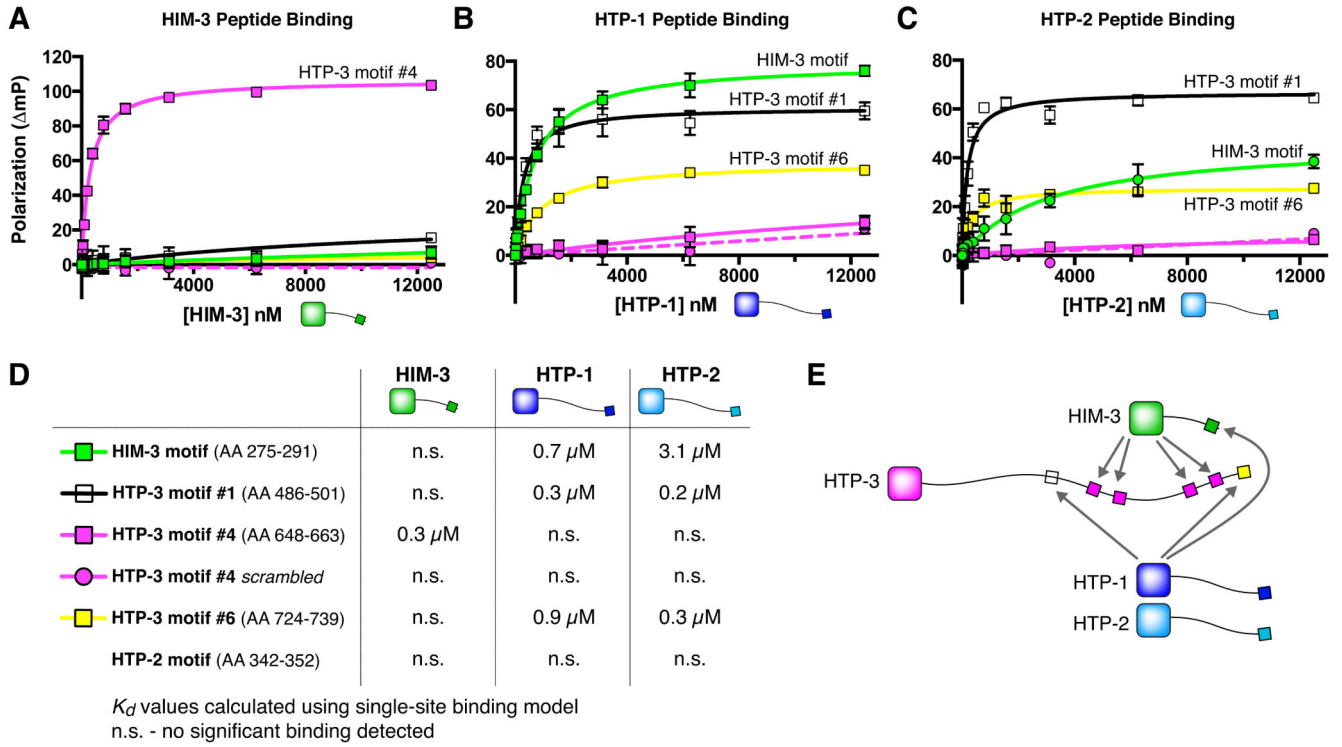 A
HIM-3 Peptide Binding
Polarization (ΔmP)
120
100
80
60
40
20
0
HTP-3 motif #4
4000
8000
12000
[HIM-3] nM
B
HTP-1 Peptide Binding
80
60
40
20
0
HIM-3 motif
HTP-3 motif #1
HTP-3 motif #6
4000
8000
12000
[HTP-1] nM
C
HTP-2 Peptide Binding
80
60
40
20
0
HTP-3 motif #1
HIM-3 motif
HTP-3 motif #6
4000
8000
12000
[HTP-2] nM
D
HIM-3 HTP-1 HTP-2
HIM-3 motif (AA 275-291) n.s. 0.7 µM 3.1 µM
HTP-3 motif #1 (AA 486-501) n.s. 0.3 µM 0.2 µM
HTP-3 motif #4 (AA 648-663) 0.3 µM n.s. n.s.
HTP-3 motif #4 scrambled n.s. n.s. n.s.
HTP-3 motif #6 (AA 724-739) n.s. 0.9 µM 0.3 µM
HTP-2 motif (AA 342-352) n.s. n.s. n.s.
Kd values calculated using single-site binding model
n.s. - no significant binding detected
E
HIM-3
HTP-3
HTP-1
HTP-2